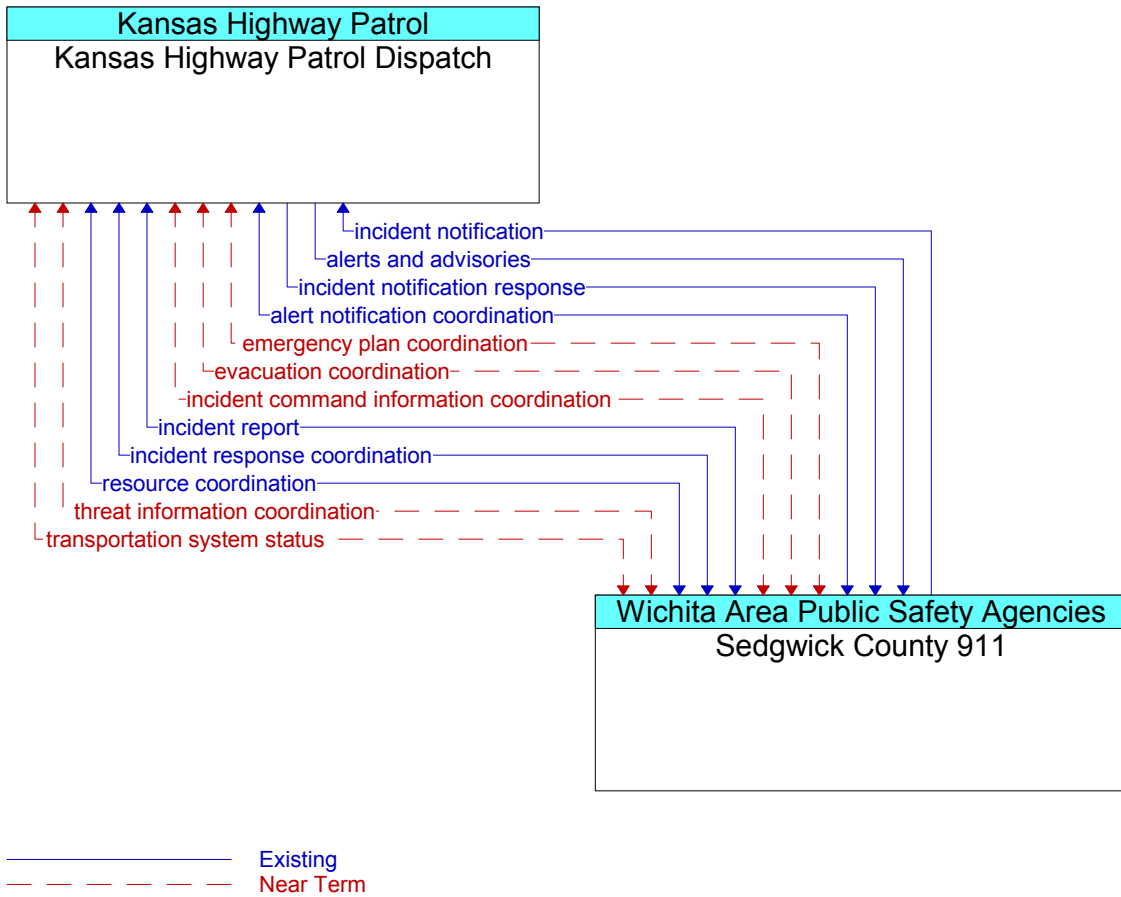 Kansas Highway Patrol
Kansas Highway Patrol Dispatch
incident notification
alerts and advisories
incident notification response
alert notification coordination
emergency plan coordination
evacuation coordination
incident command information coordination
incident report
incident response coordination
resource coordination
threat information coordination
transportation system status
Wichita Area Public Safety Agencies
Sedgwick County 911
Existing
Near Term